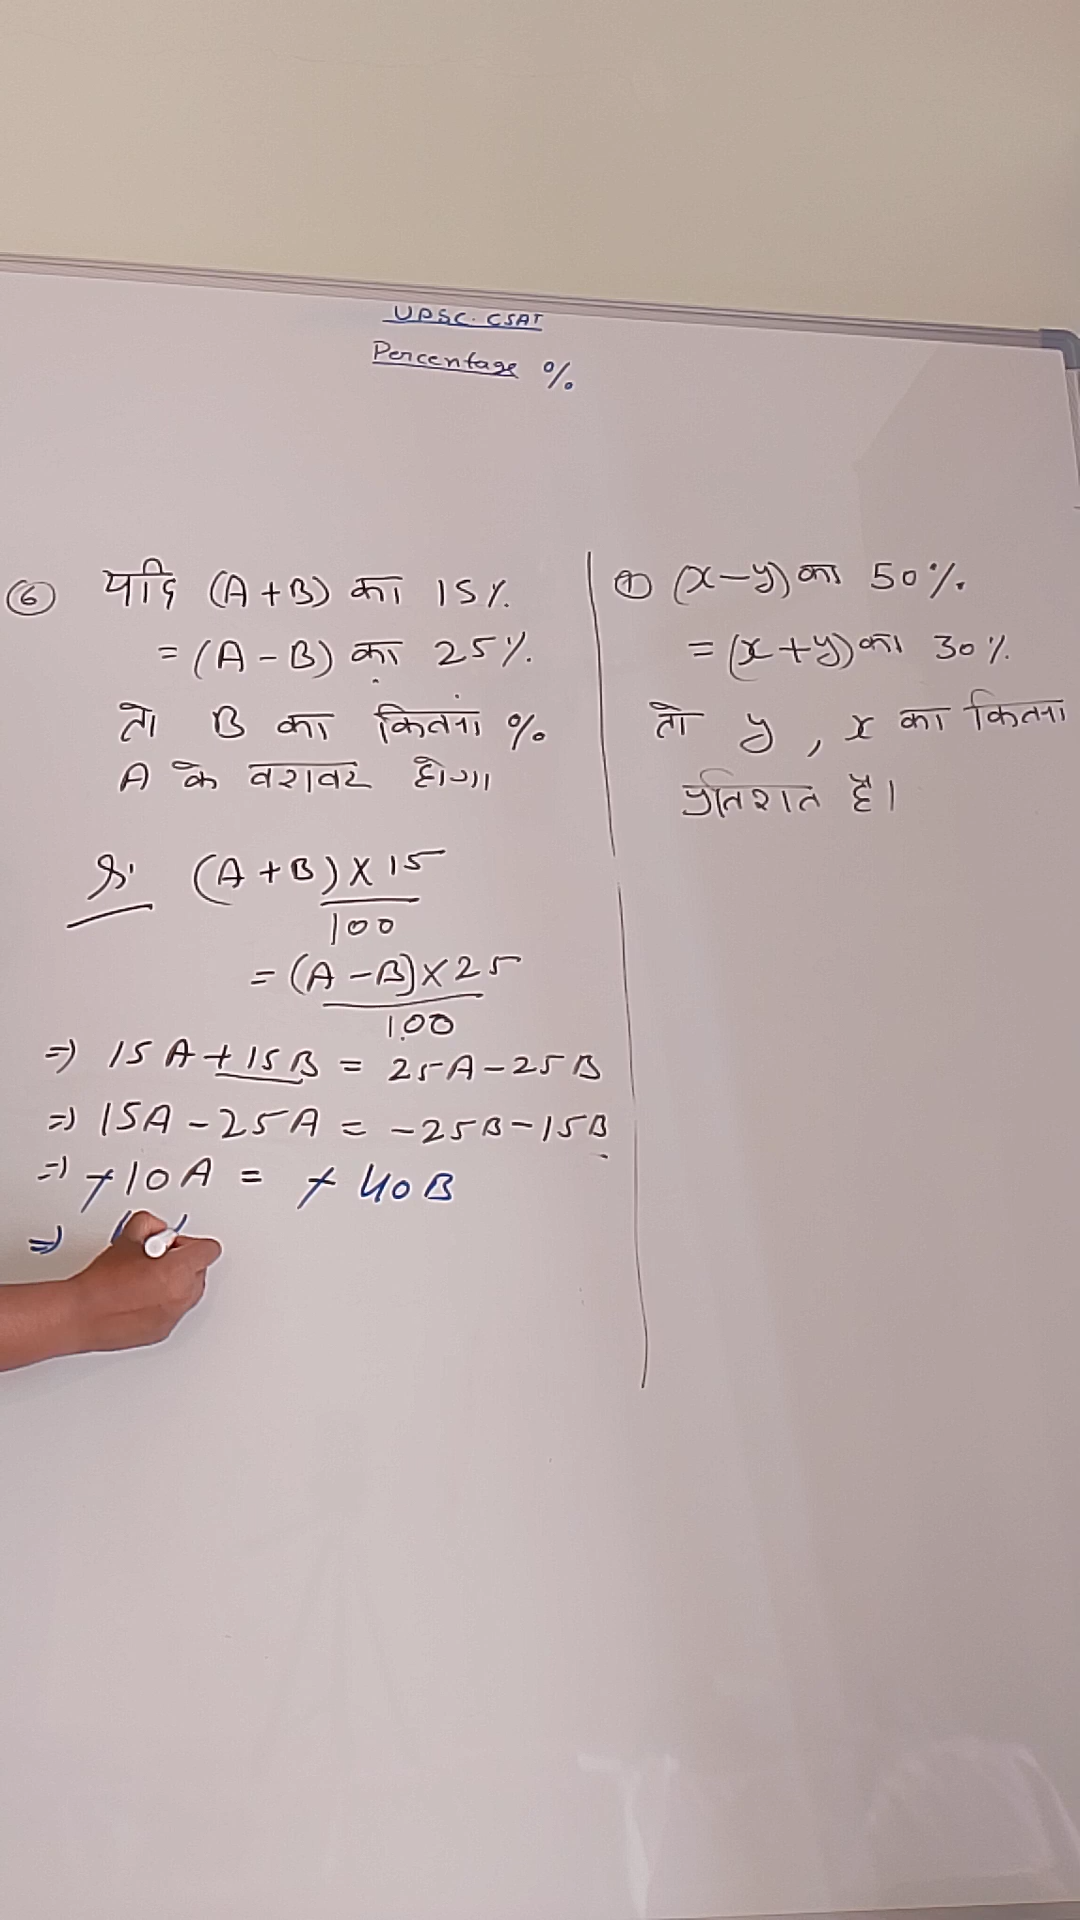 UPSC. CSAT
Percentage %
⑥ यदि (A+B) का 15%
= (A-B) का 25%
तो B का कितना %
A के बराबर होगा
(A+B)×15
100
= (A-B)×25
100
=> 15A+15B = 25A-25B
=> 15A-25A = -25B-15B
=> +10A = +40B
=>
⑦ (x-y) का 50%
= (x+y) का 30%
तो y, x का कितना
प्रतिशत है।